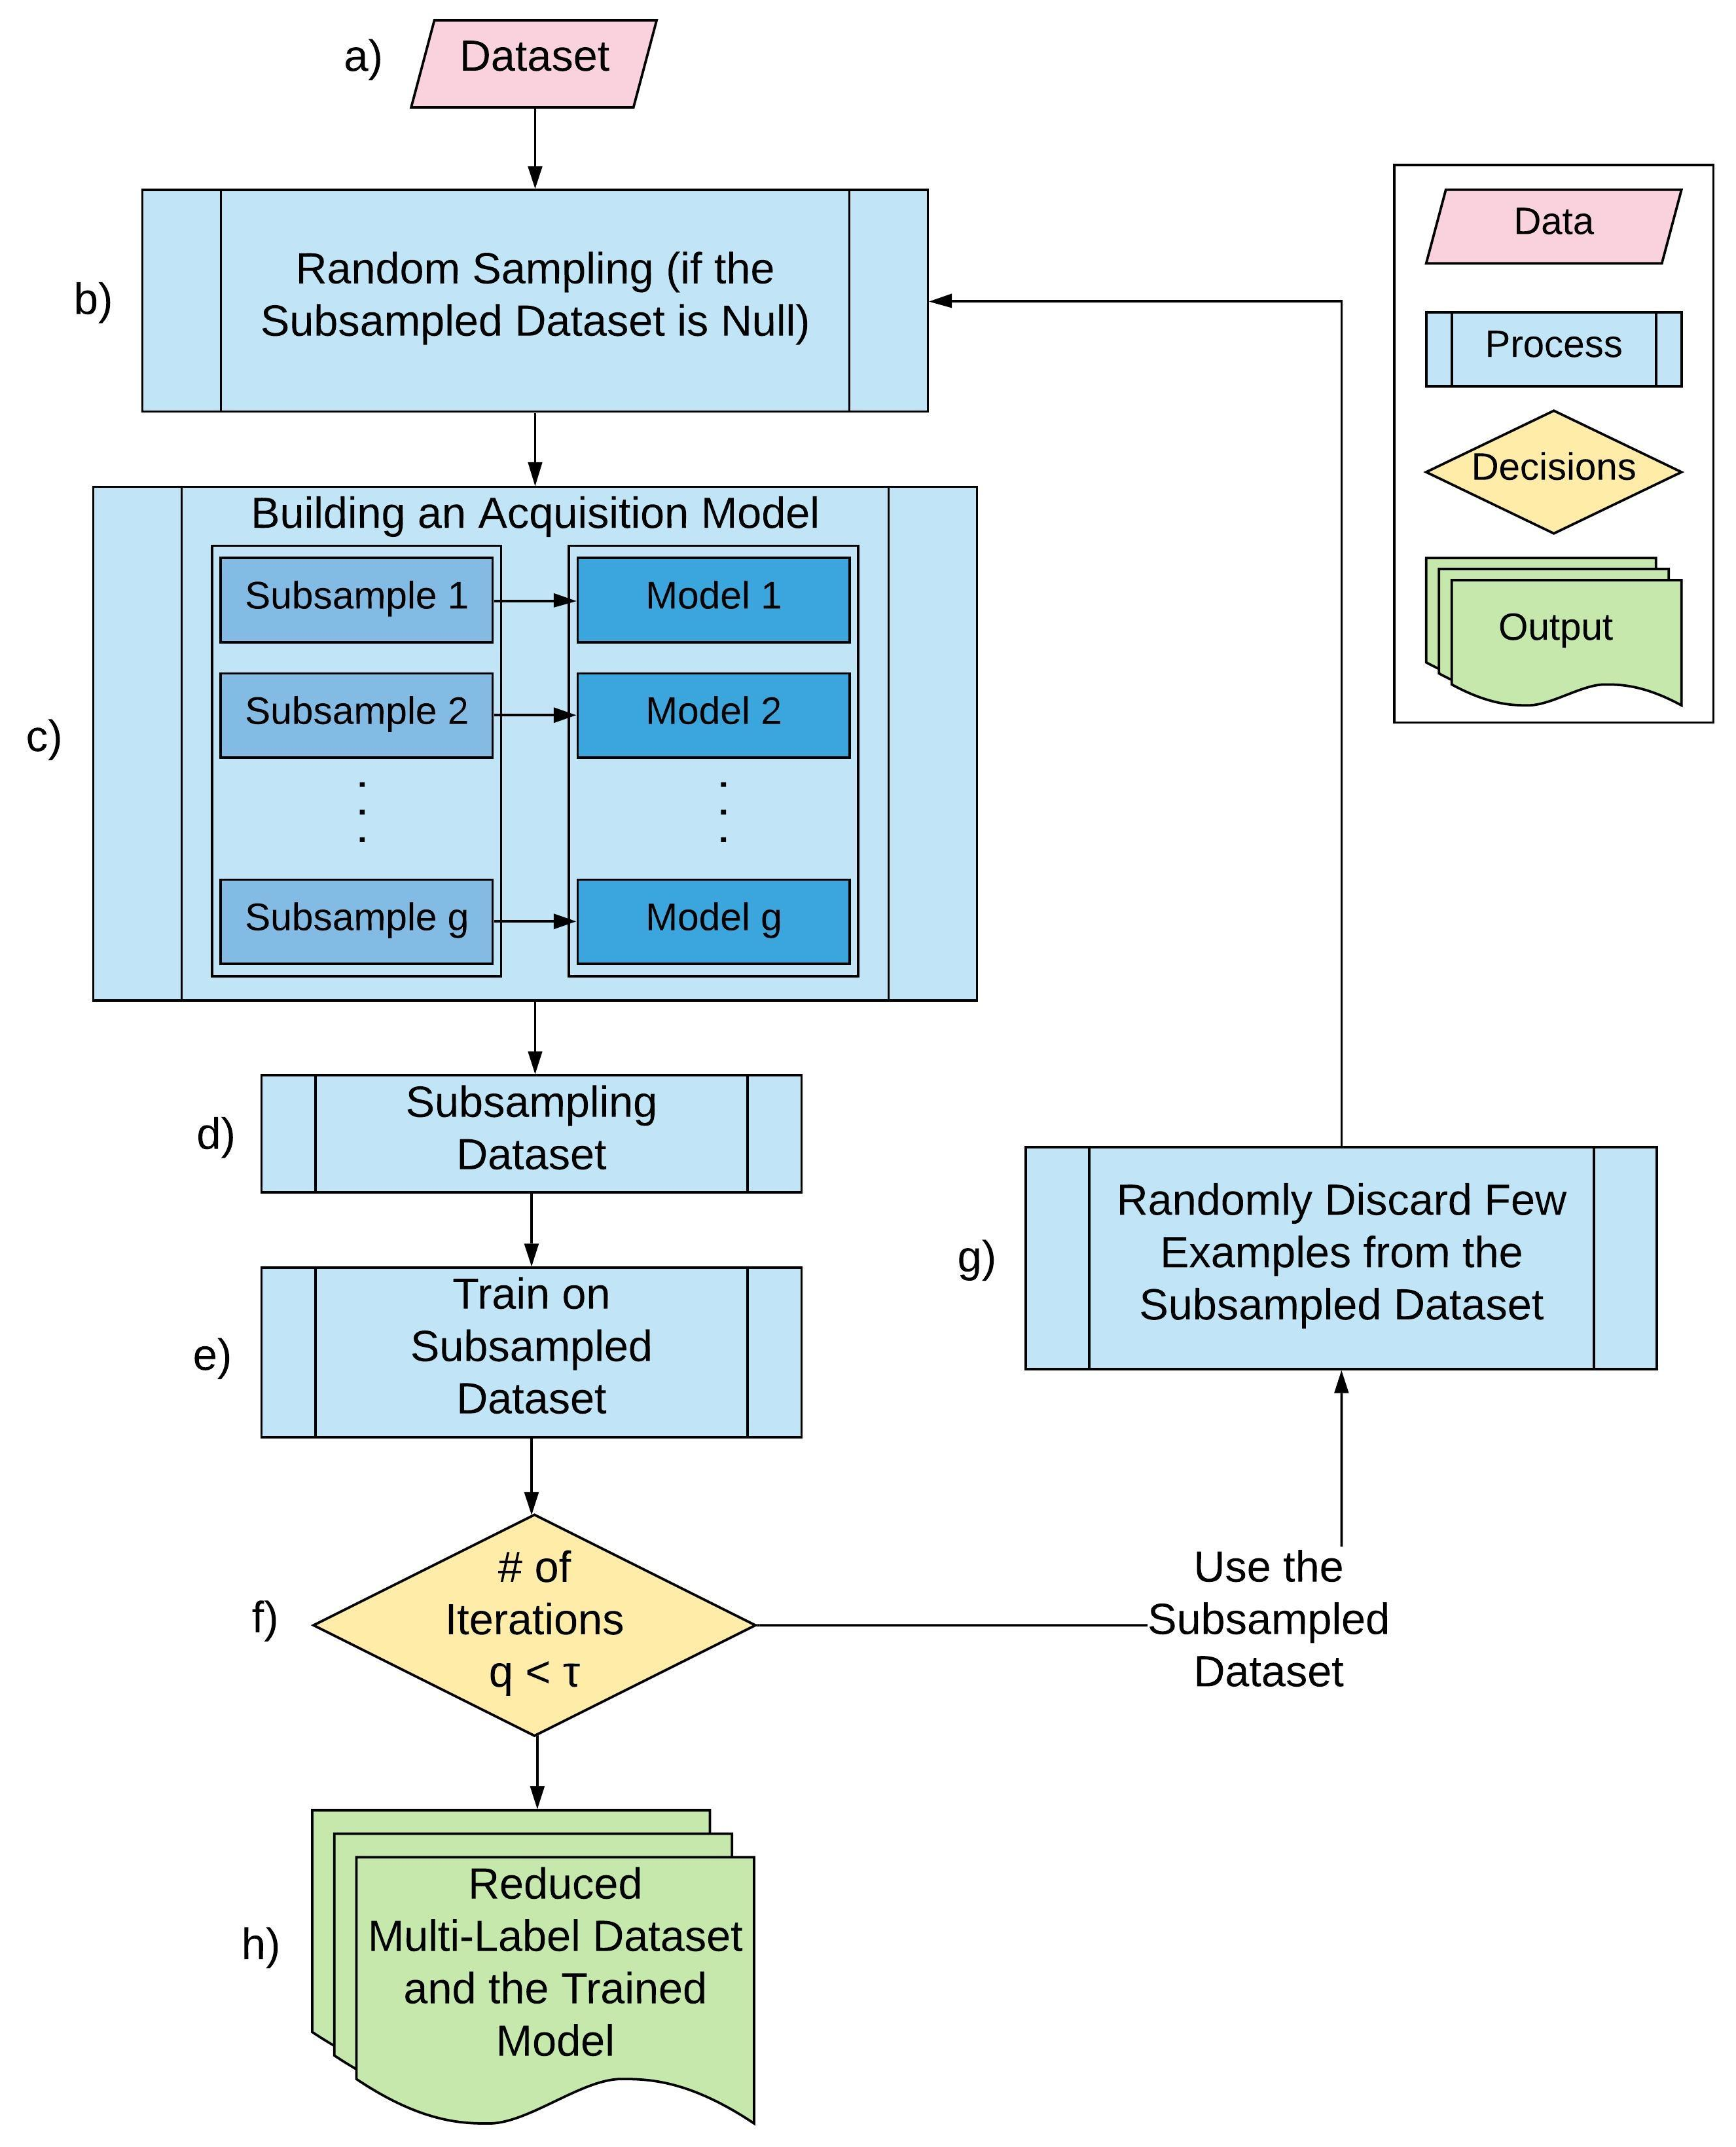 a)
Dataset
b)
Random Sampling (if the
Subsampled Dataset is Null)
c)
Building an Acquisition Model
Subsample 1
Model 1
Subsample 2
Model 2
Subsample g
Model g
d)
Subsampling
Dataset
e)
Train on
Subsampled
Dataset
f)
# of
Iterations
q < τ
Use the
Subsampled
Dataset
g)
Randomly Discard Few
Examples from the
Subsampled Dataset
h)
Reduced
Multi-Label Dataset
and the Trained
Model
Data
Process
Decisions
Output